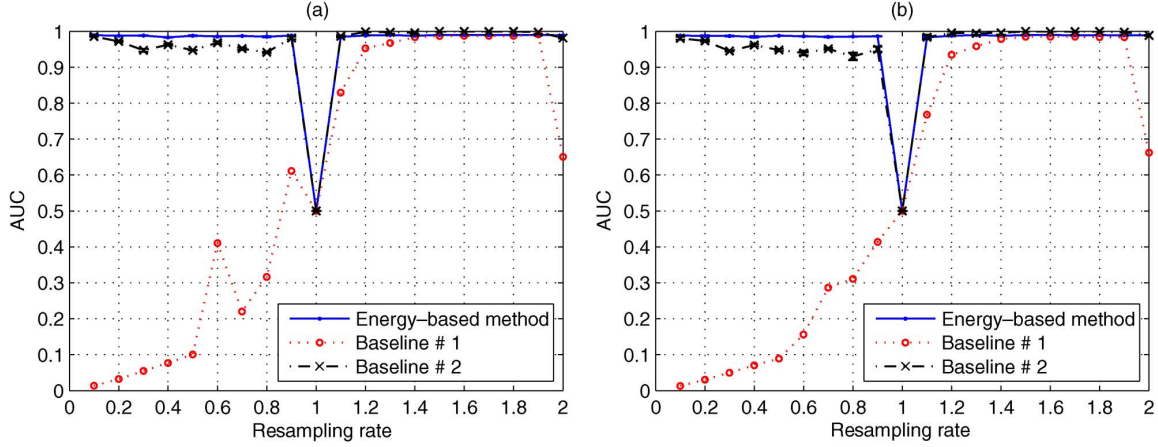 (a)
1
0.9
0.8
0.7
0.6
0.5
0.4
0.3
0.2
0.1
0
AUC
0 0.2 0.4 0.6 0.8 1 1.2 1.4 1.6 1.8 2
Resampling rate
Energy–based method
Baseline # 1
Baseline # 2
(b)
1
0.9
0.8
0.7
0.6
0.5
0.4
0.3
0.2
0.1
0
AUC
0 0.2 0.4 0.6 0.8 1 1.2 1.4 1.6 1.8 2
Resampling rate
Energy–based method
Baseline # 1
Baseline # 2